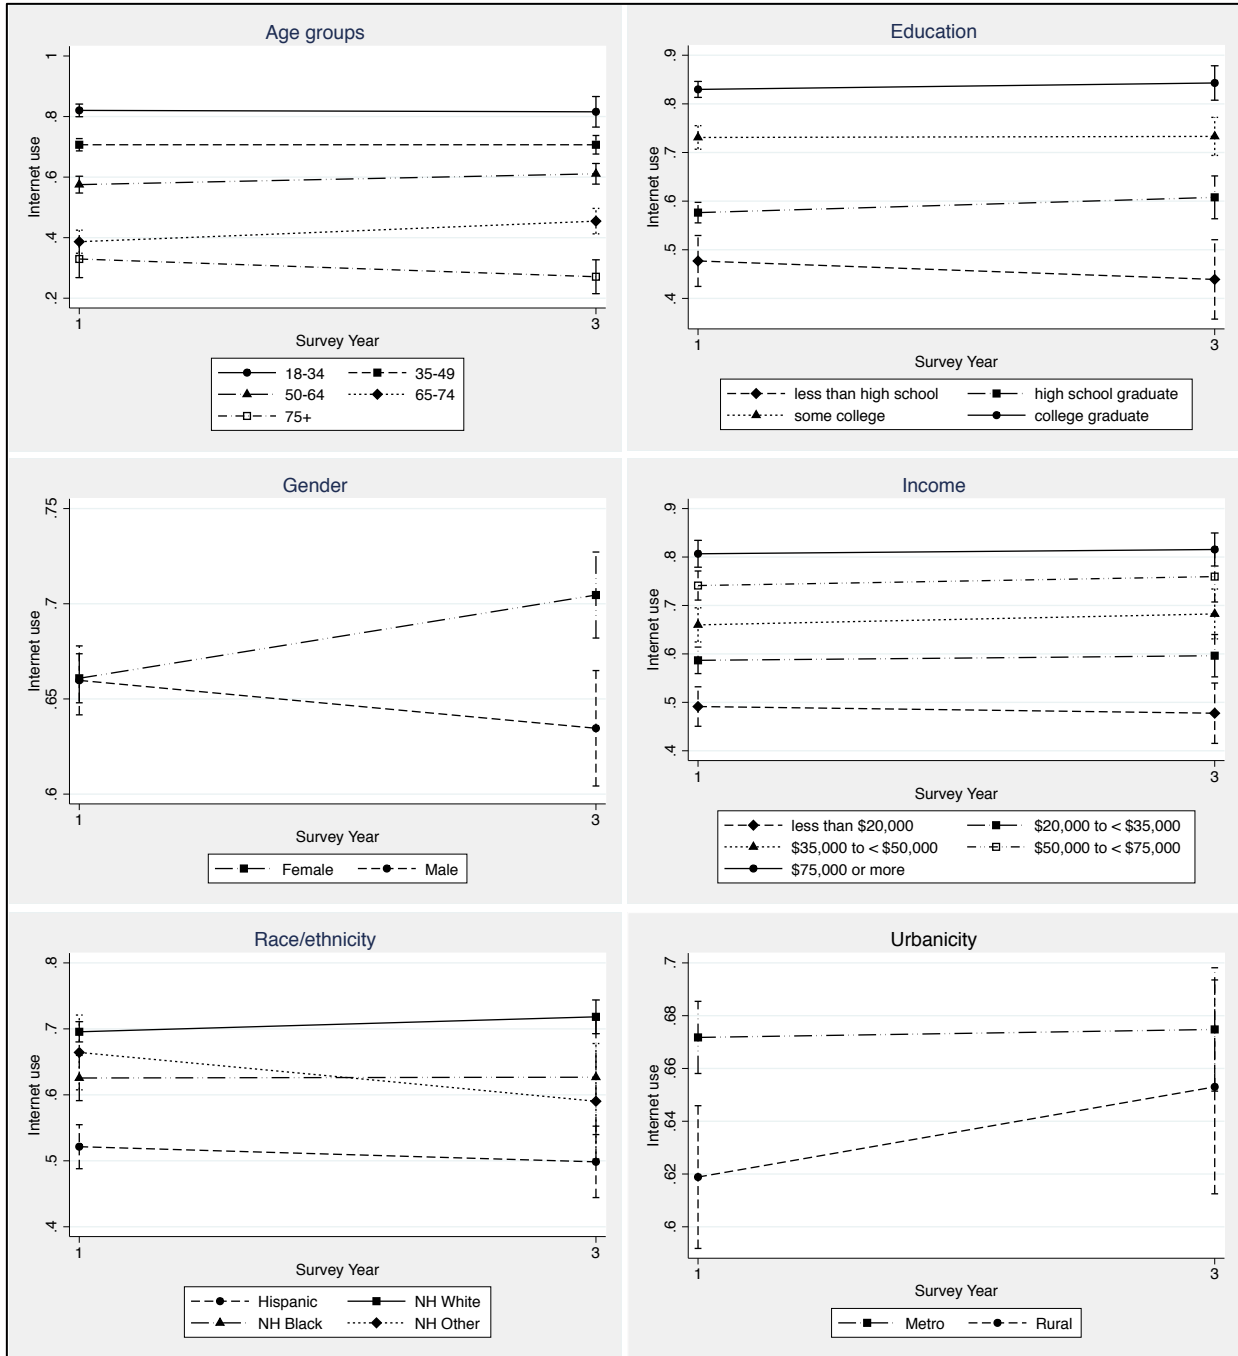 Age groups
Internet use
1
.8
.6
.4
.2
1
3
Survey Year
18-34
35-49
50-64
65-74
75+
Education
Internet use
.9
.8
.7
.6
.5
.4
1
3
Survey Year
less than high school
high school graduate
some college
college graduate
Gender
Internet use
.75
.7
.65
.6
1
3
Survey Year
Female
Male
Income
Internet use
.9
.8
.7
.6
.5
.4
1
3
Survey Year
less than $20,000
$20,000 to < $35,000
$35,000 to < $50,000
$50,000 to < $75,000
$75,000 or more
Race/ethnicity
Internet use
.8
.7
.6
.5
.4
1
3
Survey Year
Hispanic
NH White
NH Black
NH Other
Urbanicity
Internet use
.7
.68
.66
.64
.62
.6
1
3
Survey Year
Metro
Rural